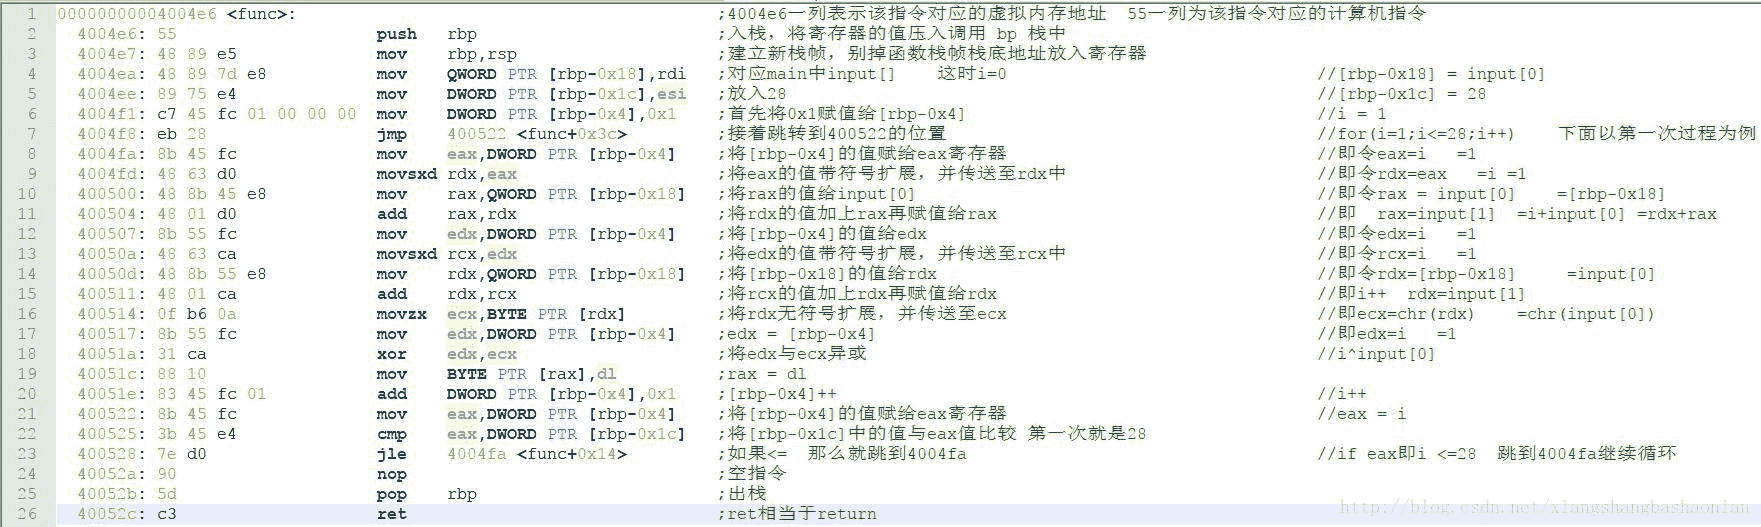 1 00000000004004e6 <func>: ;4004e6一列表示该指令对应的虚拟内存地址 55一列为该指令对应的计算机指令
2 4004e6: 55 push rbp ;入栈，将寄存器的值压入调用 bp 栈中
3 4004e7: 48 89 e5 mov rbp,rsp ;建立新栈帧，别掉函数栈帧栈底地址放入寄存器
4 4004ea: 48 89 7d e8 mov QWORD PTR [rbp-0x18],rdi ;对应main中input[] 这时i=0 //[rbp-0x18] = input[0]
5 4004ee: 89 75 e4 mov DWORD PTR [rbp-0x1c],esi ;放入28 //[rbp-0x1c] = 28
6 4004f1: c7 45 fc 01 00 00 00 mov DWORD PTR [rbp-0x4],0x1 ;首先将0x1赋值给[rbp-0x4] //i = 1
7 4004f8: eb 28 jmp 400522 <func+0x3c> ;接着跳转到400522的位置 //for(i=1;i<=28;i++) 下面以第一次过程为例
8 4004fa: 8b 45 fc mov eax,DWORD PTR [rbp-0x4] ;将[rbp-0x4]的值赋给eax寄存器 //即令eax=i =1
9 4004fd: 48 63 d0 movsxd rdx,eax ;将eax的值带符号扩展，并传送至rdx中 //即令rdx=eax =i =1
10 400500: 48 8b 45 e8 mov rax,QWORD PTR [rbp-0x18] ;将rax的值给input[0] //即令rax = input[0] =[rbp-0x18]
11 400504: 48 01 d0 add rax,rdx ;将rdx的值加上rax再赋值给rax //即 rax=input[1] =i+input[0] =rdx+rax
12 400507: 8b 55 fc mov edx,DWORD PTR [rbp-0x4] ;将[rbp-0x4]的值给edx //即令edx=i =1
13 40050a: 48 63 ca movsxd rcx,edx ;将edx的值带符号扩展，并传送至rcx中 //即令rcx=i =1
14 40050d: 48 8b 55 e8 mov rdx,QWORD PTR [rbp-0x18] ;将[rbp-0x18]的值给rdx //即令rdx=[rbp-0x18] =input[0]
15 400511: 48 01 ca add rdx,rcx ;将rcx的值加上rdx再赋值给rdx //即i++ rdx=input[1]
16 400514: 0f b6 0a movzx ecx,BYTE PTR [rdx] ;将rdx无符号扩展，并传送至ecx //即ecx=chr(rdx) =chr(input[0])
17 400517: 8b 55 fc mov edx,DWORD PTR [rbp-0x4] ;edx = [rbp-0x4] //即edx=i =1
18 40051a: 31 ca xor edx,ecx ;将edx与ecx异或 //i^input[0]
19 40051c: 88 10 mov BYTE PTR [rax],dl ;rax = dl
20 40051e: 83 45 fc 01 add DWORD PTR [rbp-0x4],0x1 ;[rbp-0x4]++ //i++
21 400522: 8b 45 fc mov eax,DWORD PTR [rbp-0x4] ;将[rbp-0x4]的值赋给eax寄存器 //eax = i
22 400525: 3b 45 e4 cmp eax,DWORD PTR [rbp-0x1c] ;将[rbp-0x1c]中的值与eax值比较 第一次就是28
23 400528: 7e d0 jle 4004fa <func+0x14> ;如果<= 那么就跳到4004fa //if eax即i <=28 跳到4004fa继续循环
24 40052a: 90 nop ;空指令
25 40052b: 5d pop rbp ;出栈
26 40052c: c3 ret ;ret相当于return
http://blog.csdn.net/xiangshangbashaonian